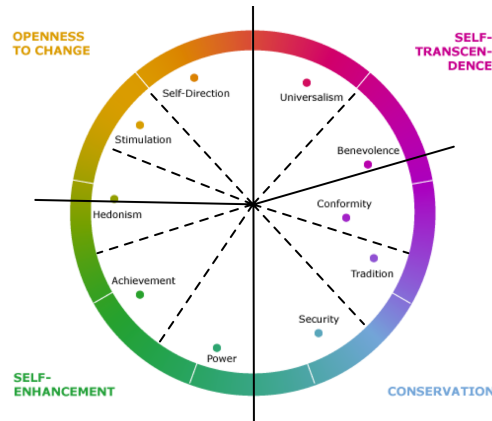 OPENNESS
TO CHANGE
SELF-
TRANSCEN-
DENCE
Self-Direction
Universalism
Stimulation
Benevolence
Conformity
Hedonism
Tradition
Achievement
Security
Power
SELF-
ENHANCEMENT
CONSERVATION